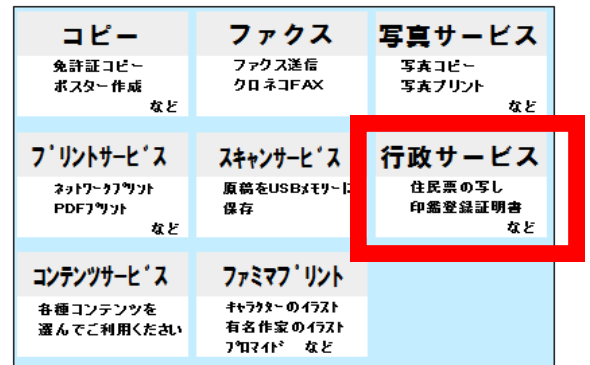 コピー
免許証コピー
ポスター作成
など
ファクス
ファクス送信
クロネコFAX
写真サービス
写真コピー
写真プリント
など
プリントサービス
ネットワークプリント
PDFプリント
など
スキャンサービス
原稿をUSBメモリーに
保存
行政サービス
住民票の写し
印鑑登録証明書
など
コンテンツサービス
各種コンテンツを
選んでご利用ください
ファミマプリント
キャラクターのイラスト
有名作家のイラスト
ブロマイド など